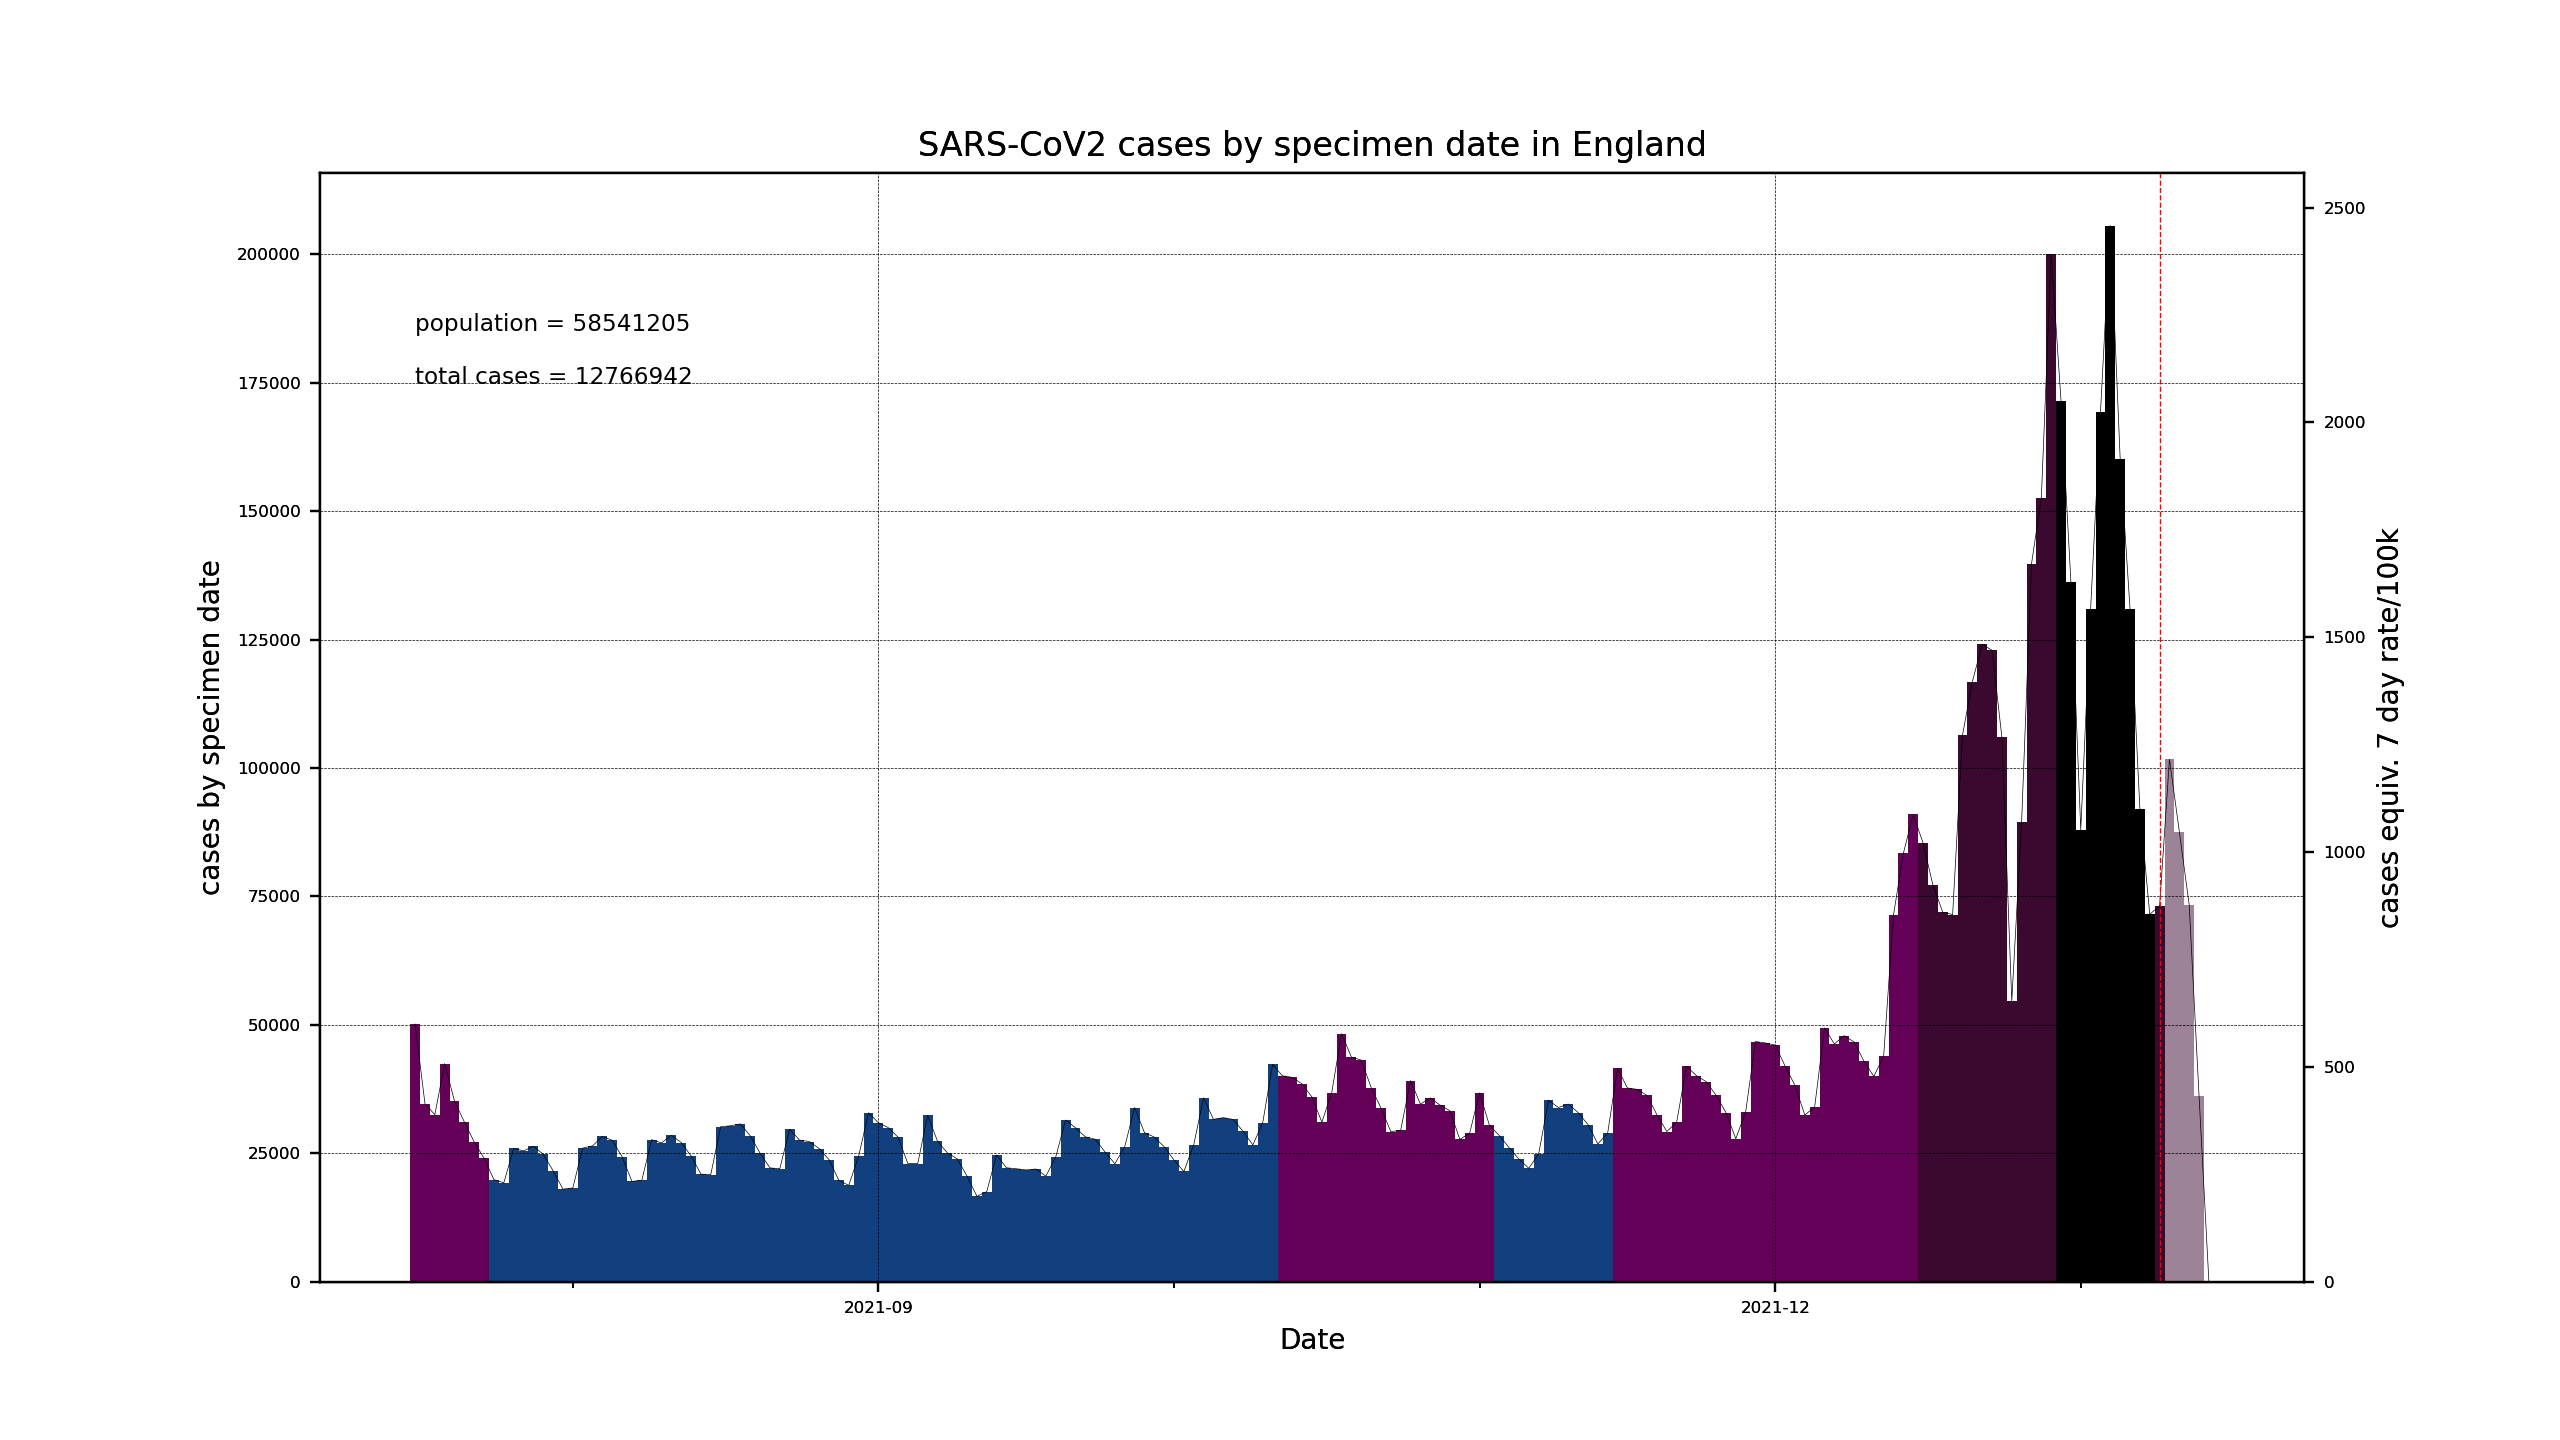 SARS-CoV2 cases by specimen date in England
population = 58541205
total cases = 12766942
cases by specimen date
200000
175000
150000
125000
100000
75000
50000
25000
0
2021-09
2021-12
Date
2500
2000
1500
1000
500
0
cases equiv. 7 day rate/100k